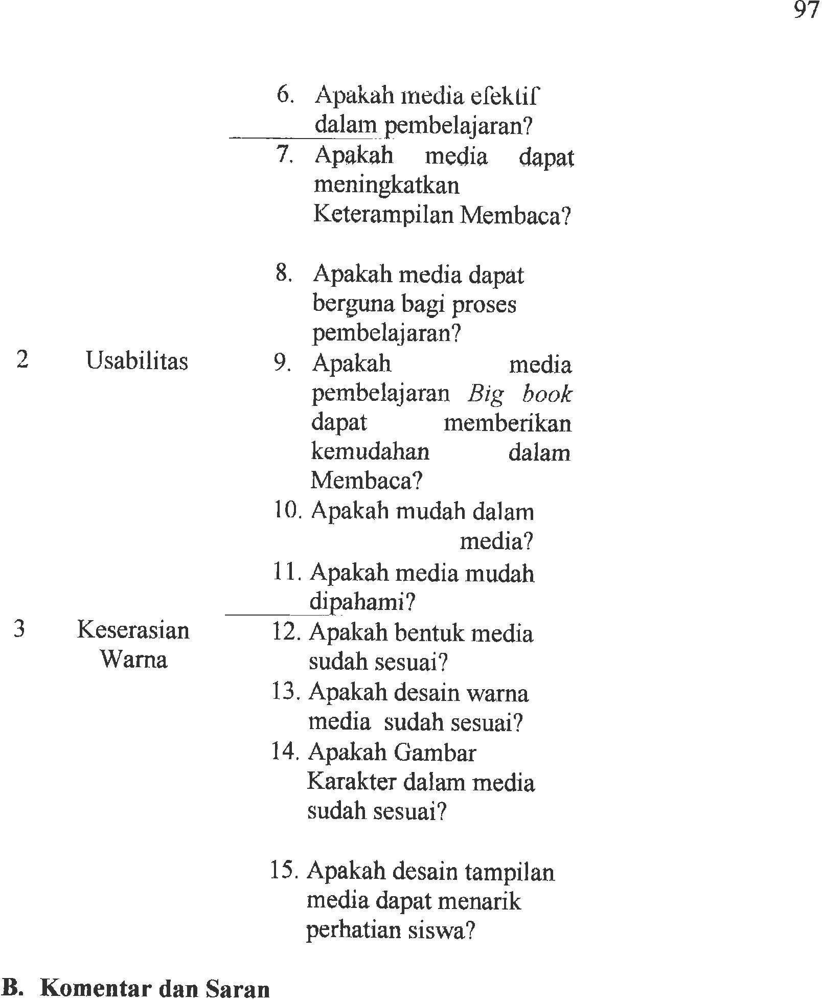 97
6. Apakah media efektif
dalam pembelajaran?
7. Apakah media dapat
meningkatkan
Keterampilan Membaca?
8. Apakah media dapat
berguna bagi proses
pembelajaran?
2 Usabilitas 9. Apakah media
pembelajaran Big book
dapat memberikan
kemudahan dalam
Membaca?
10. Apakah mudah dalam
media?
11. Apakah media mudah
dipahami?
3 Keserasian 12. Apakah bentuk media
Warna sudah sesuai?
13. Apakah desain warna
media sudah sesuai?
14. Apakah Gambar
Karakter dalam media
sudah sesuai?
15. Apakah desain tampilan
media dapat menarik
perhatian siswa?
B. Komentar dan Saran